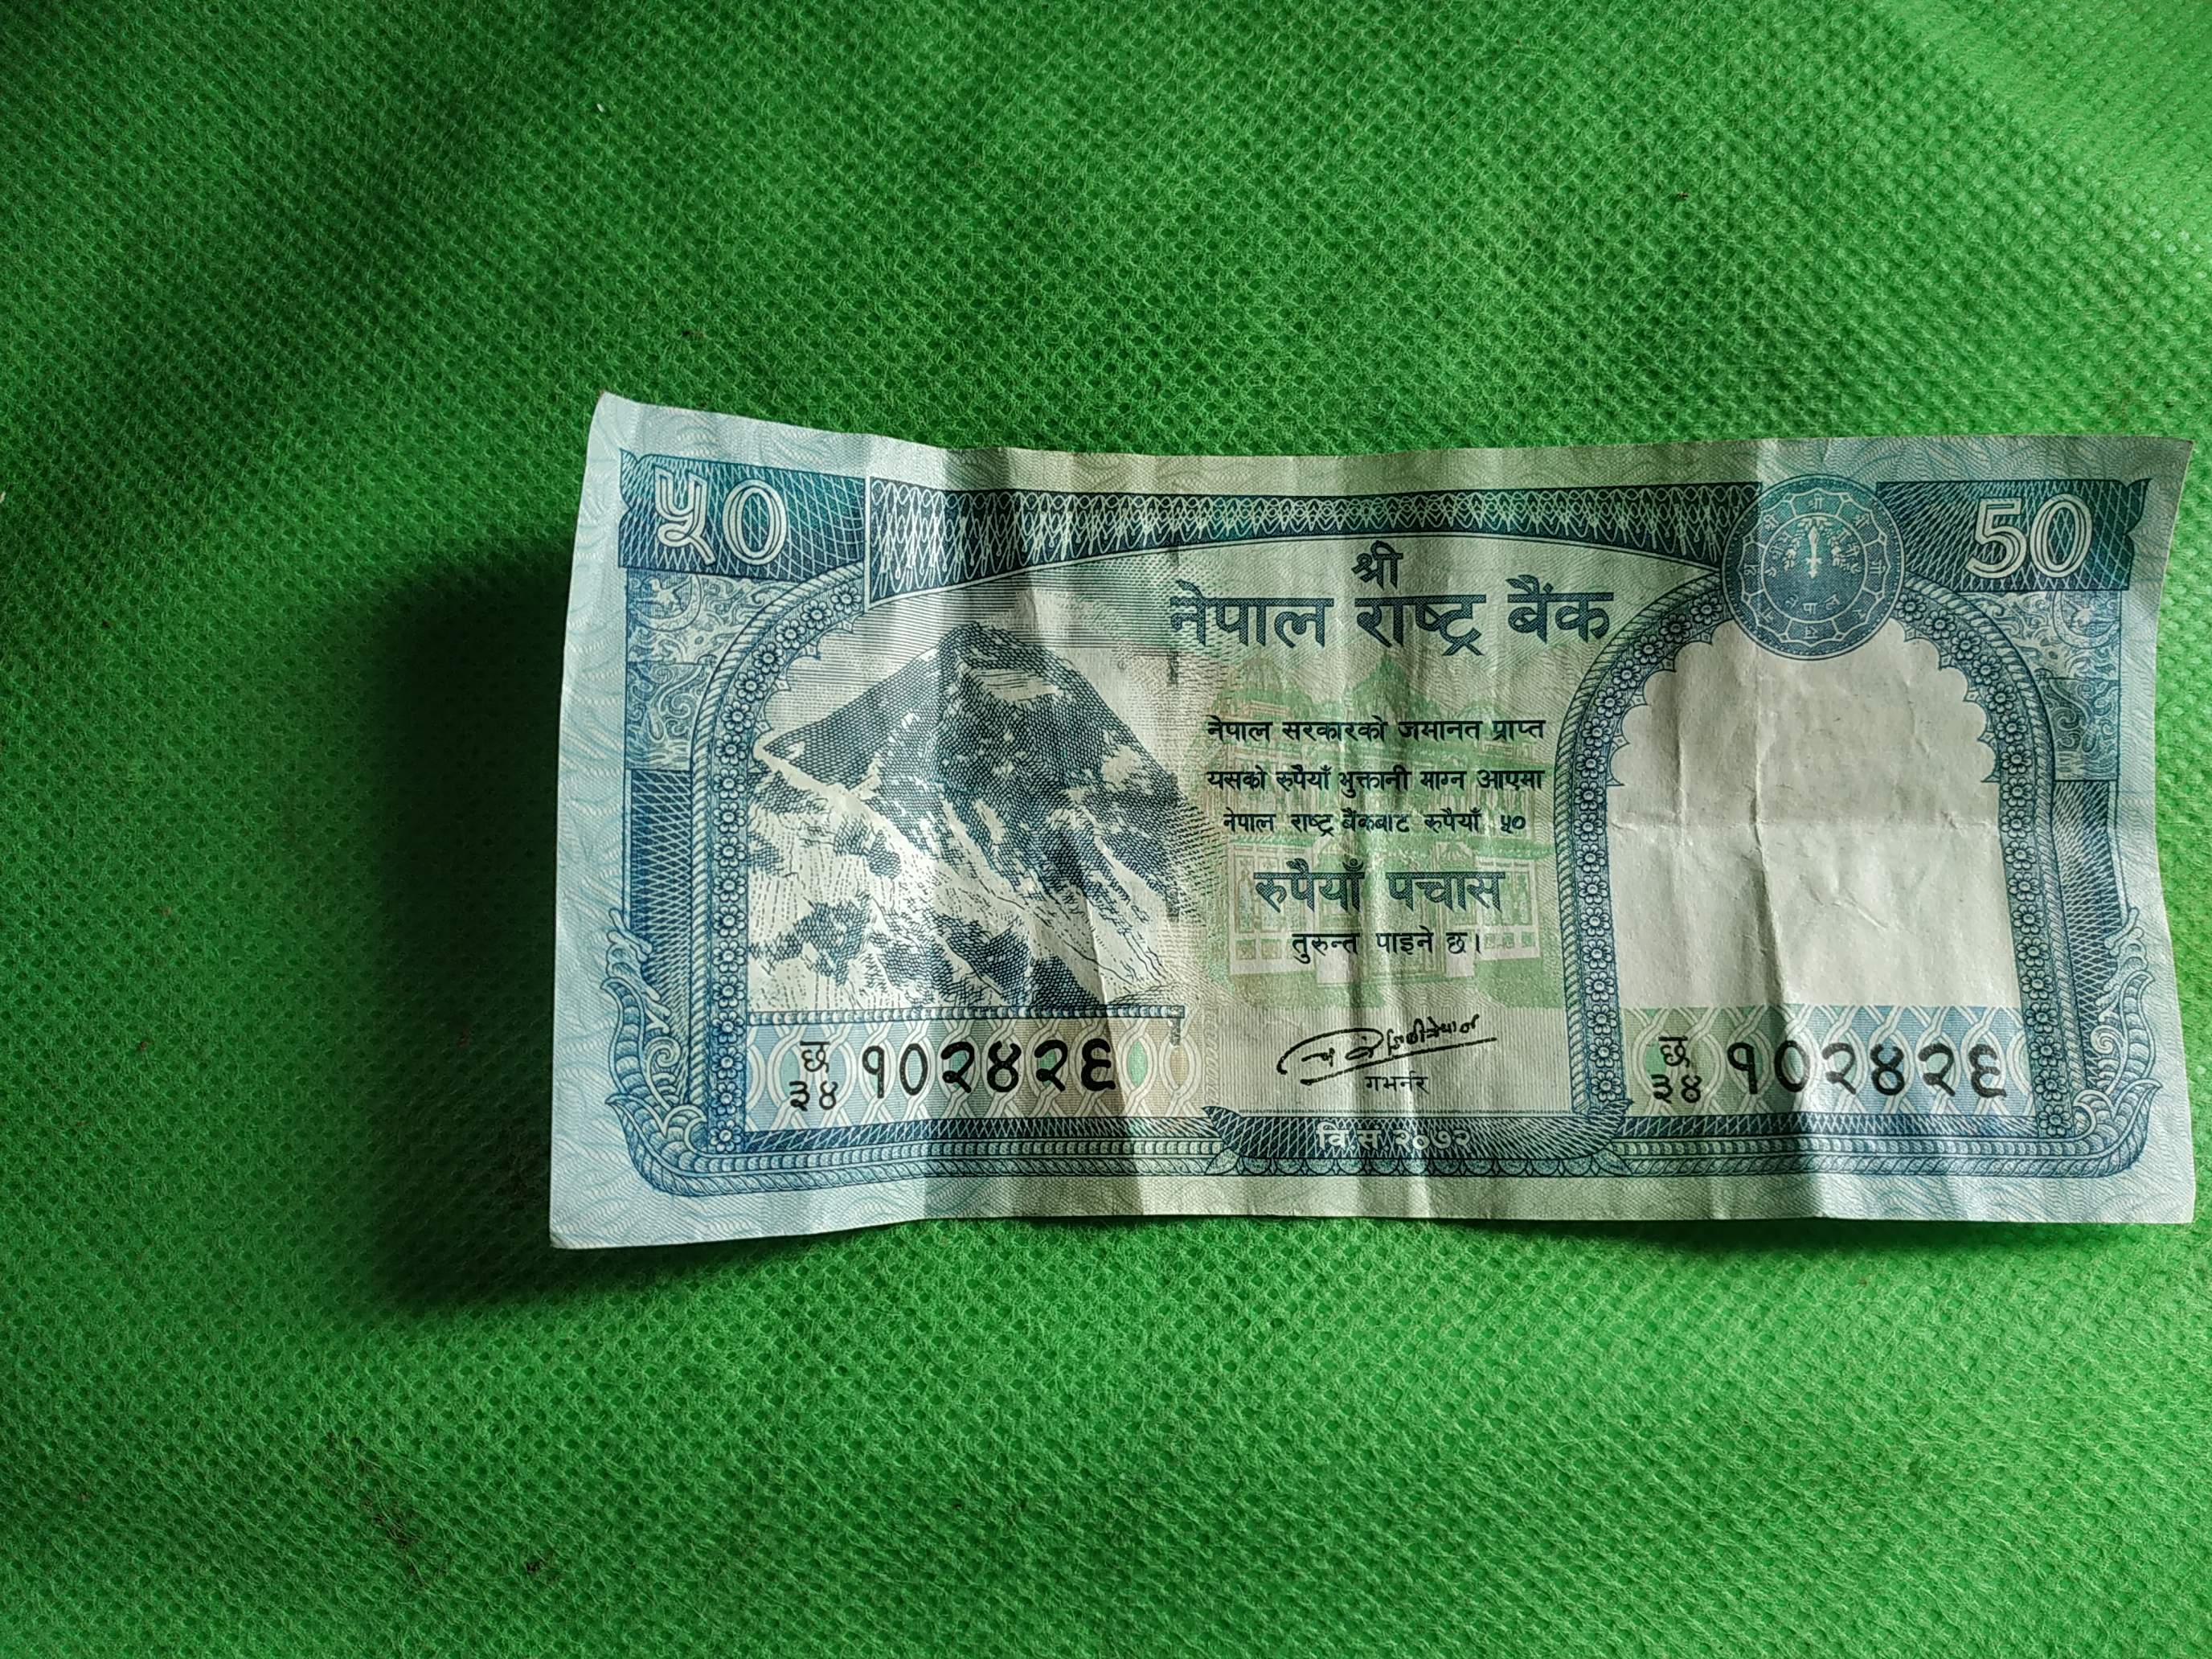 ५०
50
श्री
नेपाल राष्ट्र बैंक
नेपाल सरकारको जमानत प्राप्त
यसको रुपैयाँ भुक्तानी माग्न आएमा
नेपाल राष्ट्र बैंकबाट रुपैयाँ ५०
रुपैयाँ पचास
तुरुन्त पाइने छ।
गभर्नर
छ
३४ १०२४२६
छ
३४ १०२४२६
वि.सं २०७२